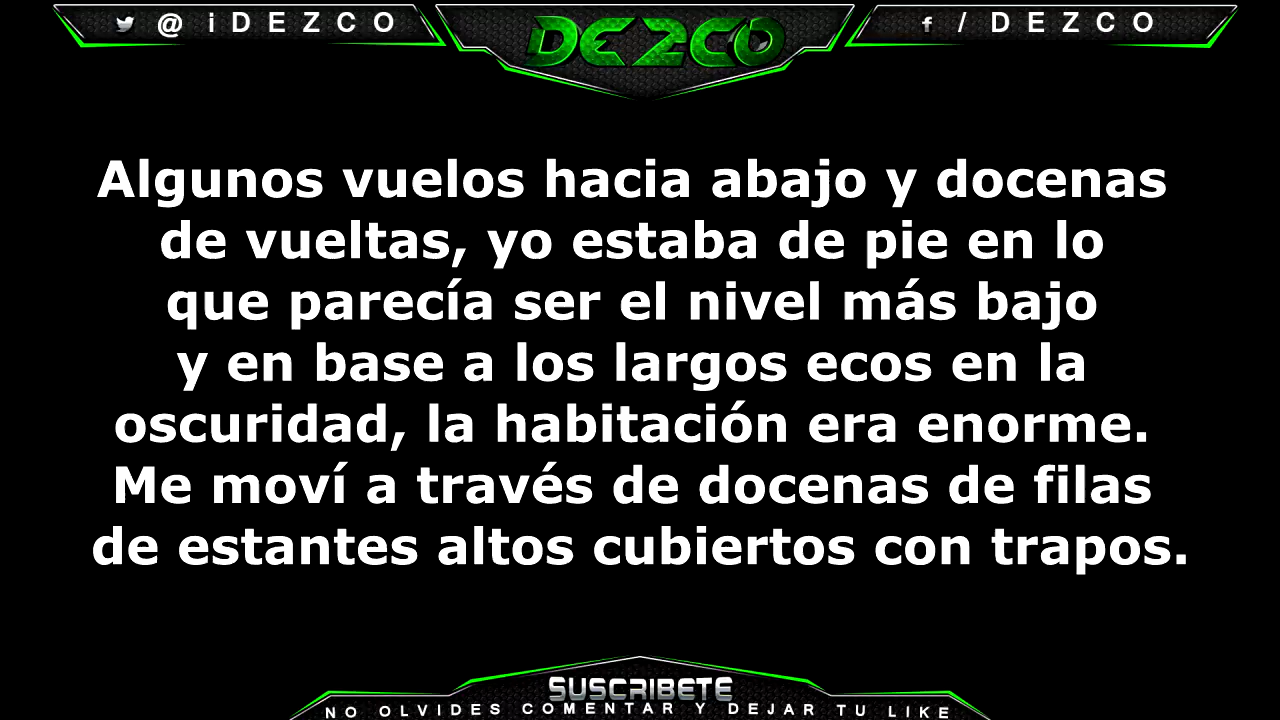 @iDEZCO
DEZCO
f / DEZCO
Algunos vuelos hacia abajo y docenas
de vueltas, yo estaba de pie en lo
que parecía ser el nivel más bajo
y en base a los largos ecos en la
oscuridad, la habitación era enorme.
Me moví a través de docenas de filas
de estantes altos cubiertos con trapos.
SUSCRIBETE
NO OLVIDES COMENTAR Y DEJAR TU LIKE